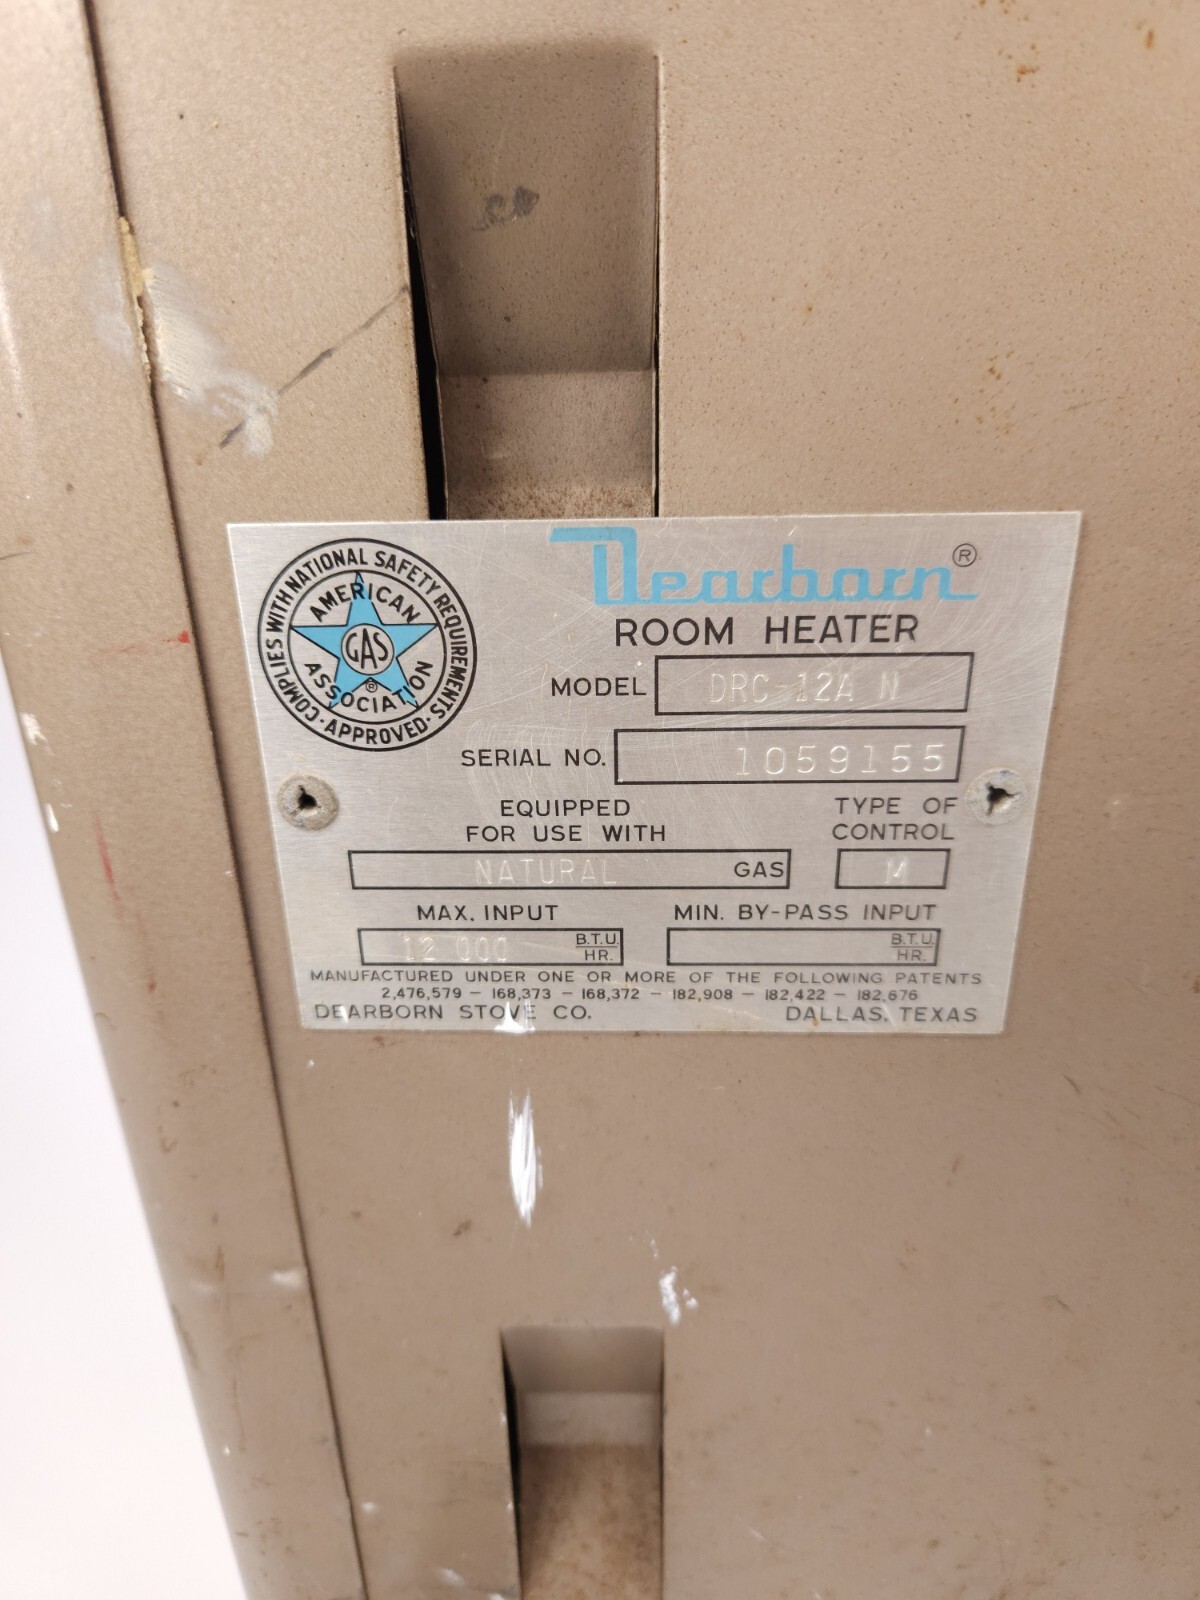 COMPLIES WITH NATIONAL SAFETY REQUIREMENTS
· APPROVED ·
AMERICAN
GAS
®
ASSOCIATION
Dearborn®
ROOM HEATER
MODEL DRC-12A N
SERIAL NO. 1059155
EQUIPPED
FOR USE WITH
NATURAL GAS
TYPE OF
CONTROL
M
MAX. INPUT
12 000 B.T.U.
HR.
MIN. BY-PASS INPUT
B.T.U.
HR.
MANUFACTURED UNDER ONE OR MORE OF THE FOLLOWING PATENTS
2,476,579 — 168,373 — 168,372 — 182,908 — 182,422 — 182,676
DEARBORN STOVE CO. DALLAS, TEXAS